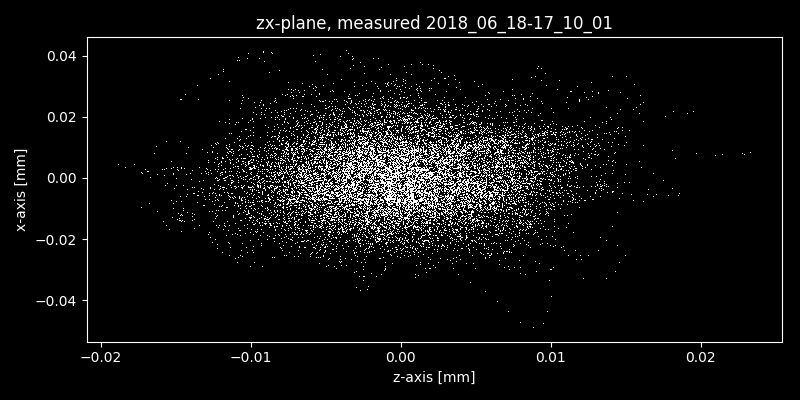 zx-plane, measured 2018_06_18-17_10_01
0.04
0.02
0.00
−0.02
−0.04
x-axis [mm]
−0.02 −0.01 0.00 0.01 0.02
z-axis [mm]